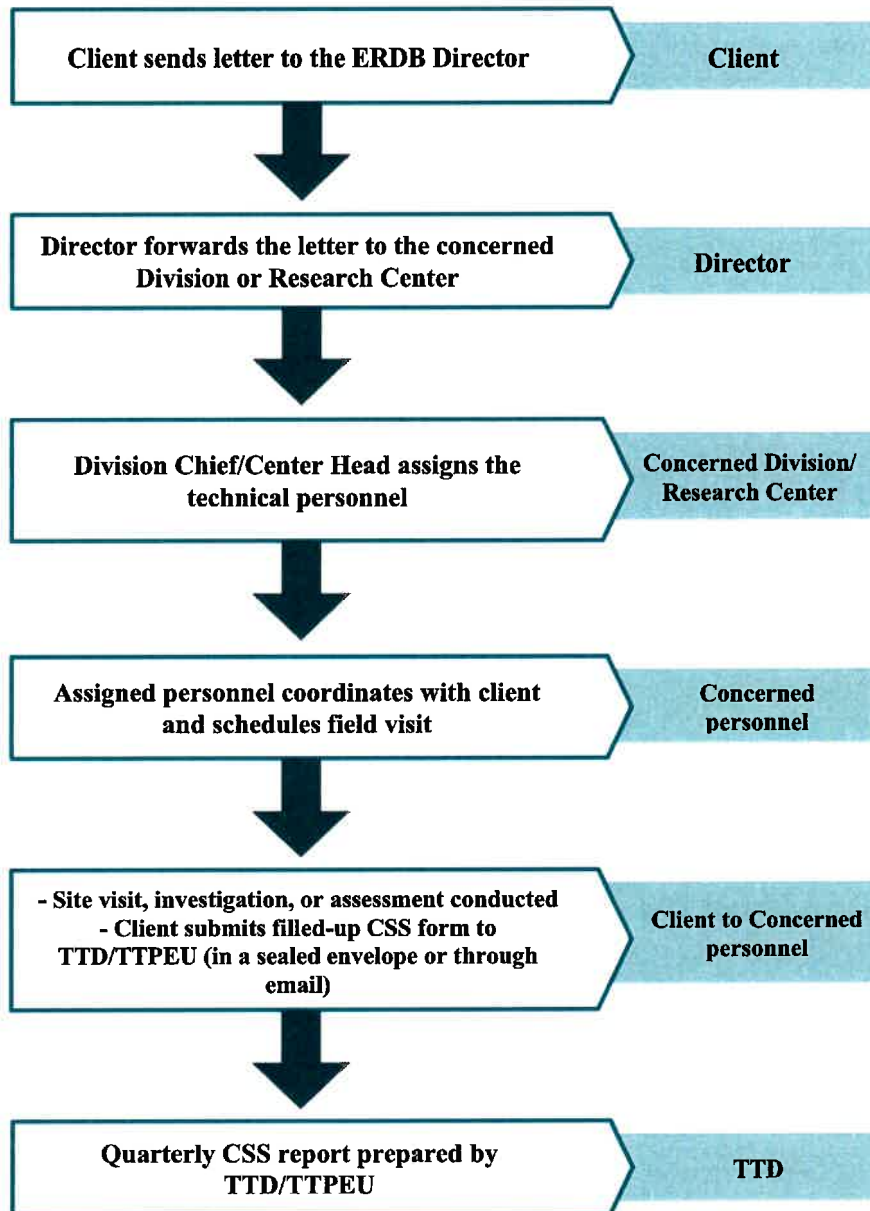 Client sends letter to the ERDB Director
Client
Director forwards the letter to the concerned
Division or Research Center
Director
Division Chief/Center Head assigns the
technical personnel
Concerned Division/
Research Center
Assigned personnel coordinates with client
and schedules field visit
Concerned
personnel
- Site visit, investigation, or assessment conducted
- Client submits filled-up CSS form to
TTD/TTPEU (in a sealed envelope or through
email)
Client to Concerned
personnel
Quarterly CSS report prepared by
TTD/TTPEU
TTD